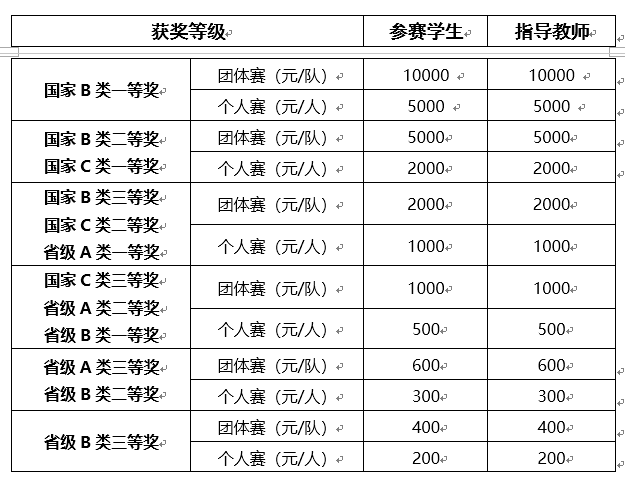 获奖等级 参赛学生 指导教师
国家 B 类一等奖 团体赛（元/队） 10000 10000
个人赛（元/人） 5000 5000
国家 B 类二等奖 团体赛（元/队） 5000 5000
国家 C 类一等奖 个人赛（元/人） 2000 2000
国家 B 类三等奖
国家 C 类二等奖
省级 A 类一等奖
团体赛（元/队） 2000 2000
个人赛（元/人） 1000 1000
国家 C 类三等奖
省级 A 类二等奖
省级 B 类一等奖
团体赛（元/队） 1000 1000
个人赛（元/人） 500 500
省级 A 类三等奖 团体赛（元/队） 600 600
省级 B 类二等奖 个人赛（元/人） 300 300
省级 B 类三等奖 团体赛（元/队） 400 400
个人赛（元/人） 200 200